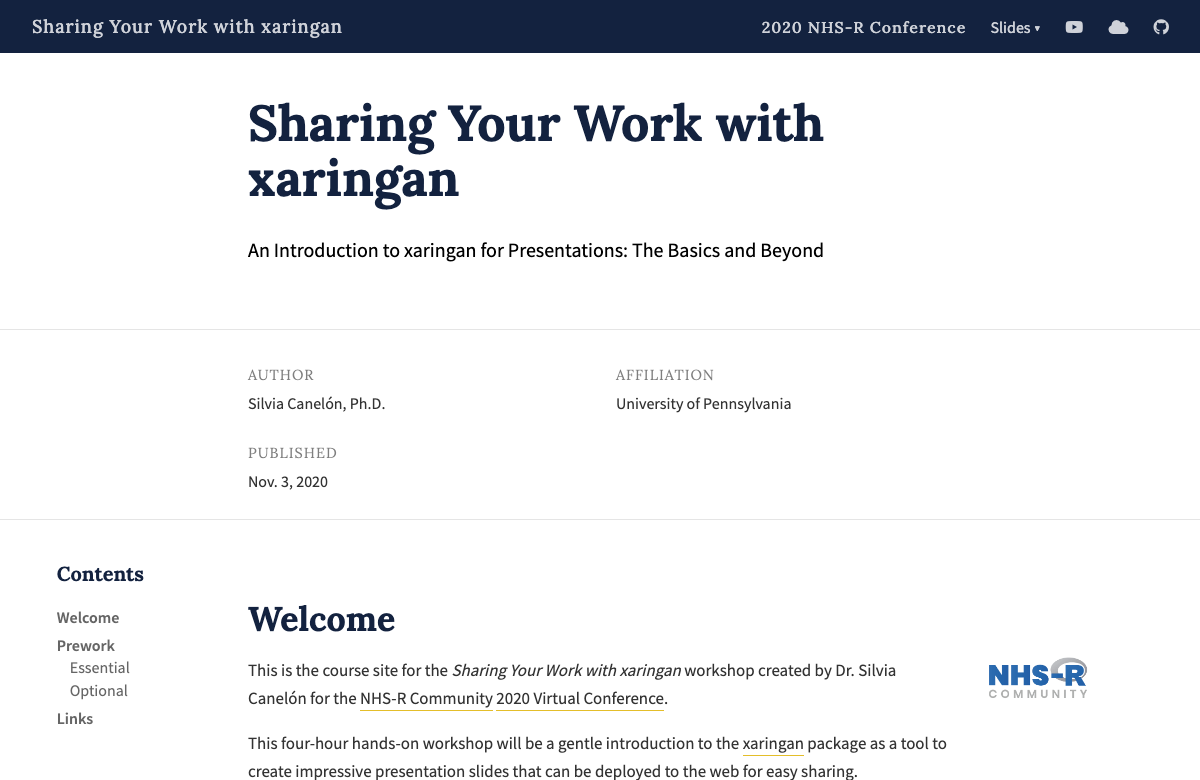 Sharing Your Work with xaringan
2020 NHS-R Conference
Slides ▾
Sharing Your Work with
xaringan
An Introduction to xaringan for Presentations: The Basics and Beyond
AUTHOR
Silvia Canelón, Ph.D.
AFFILIATION
University of Pennsylvania
PUBLISHED
Nov. 3, 2020
Contents
Welcome
Prework
Essential
Optional
Links
Welcome
This is the course site for the Sharing Your Work with xaringan workshop created by Dr. Silvia
Canelón for the NHS-R Community 2020 Virtual Conference.
This four-hour hands-on workshop will be a gentle introduction to the xaringan package as a tool to
create impressive presentation slides that can be deployed to the web for easy sharing.
NHS-R
COMMUNITY